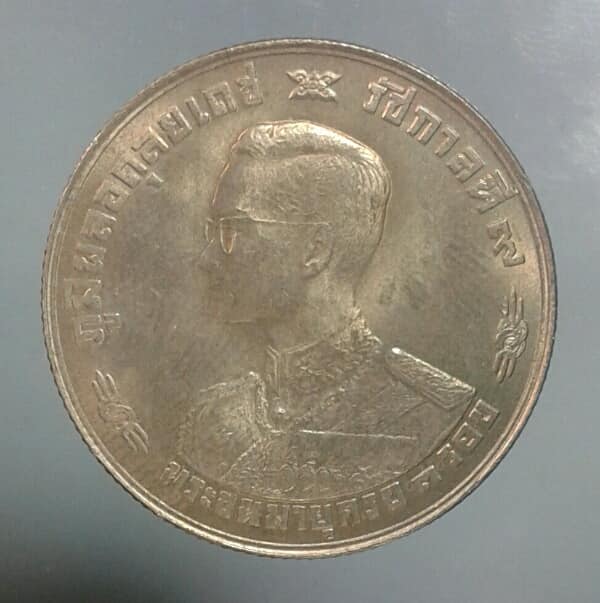 ภูมิพลอดุลยเดช รัชกาลที่ ๙
พระชนมายุครบ ๓ รอบ